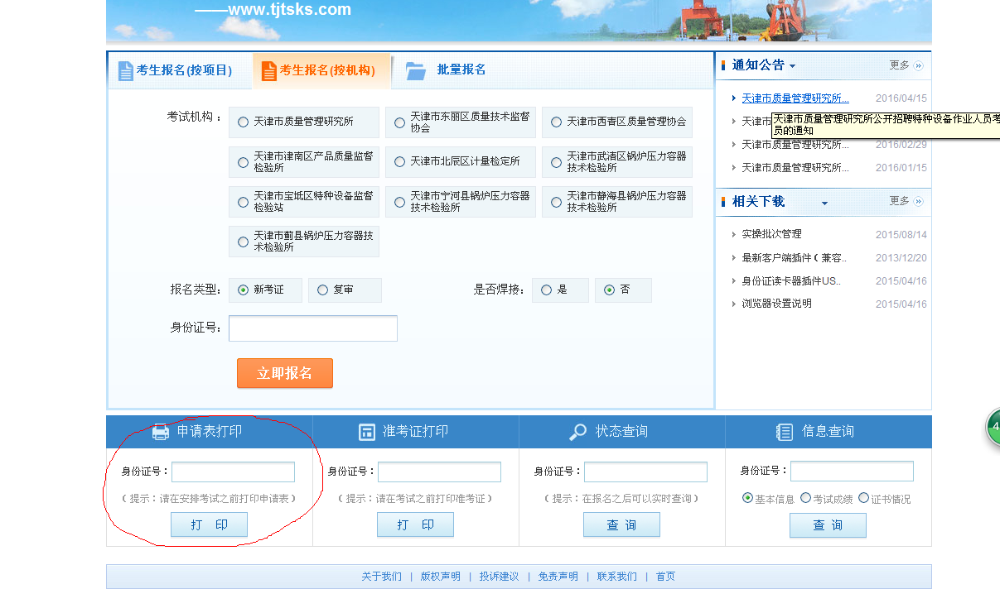 ——www.tjtsks.com
考生报名(按项目)
考生报名(按机构)
批量报名
考试机构：
天津市质量管理研究所
天津市东丽区质量技术监督
协会
天津市西青区质量管理协会
天津市津南区产品质量监督
检验所
天津市北辰区计量检定所
天津市武清区锅炉压力容器
技术检验所
天津市宝坻区特种设备监督
检验站
天津市宁河县锅炉压力容器
技术检验所
天津市静海县锅炉压力容器
技术检验所
天津市蓟县锅炉压力容器技
术检验所
报名类型：
新考证
复审
是否焊接：
是
否
身份证号：
立即报名
通知公告
更多
天津市质量管理研究所...
2016/04/15
天津市
天津市质量管理研究所公开招聘特种设备作业人员考
员的通知
天津市质量管理研究所...
2016/02/29
天津市质量管理研究所...
2016/01/15
相关下载
更多
实操批次管理
2015/08/14
最新客户端插件（兼容..
2013/12/20
身份证读卡器插件US..
2015/04/16
浏览器设置说明
2015/04/16
申请表打印
身份证号：
（提示：请在安排考试之前打印申请表）
打 印
准考证打印
身份证号：
（提示：请在考试之前打印准考证）
打 印
状态查询
身份证号：
（提示：在报名之后可以实时查询）
查 询
信息查询
身份证号：
基本信息
考试成绩
证书情况
查 询
4
关于我们 | 版权声明 | 投诉建议 | 免责声明 | 联系我们 | 首页